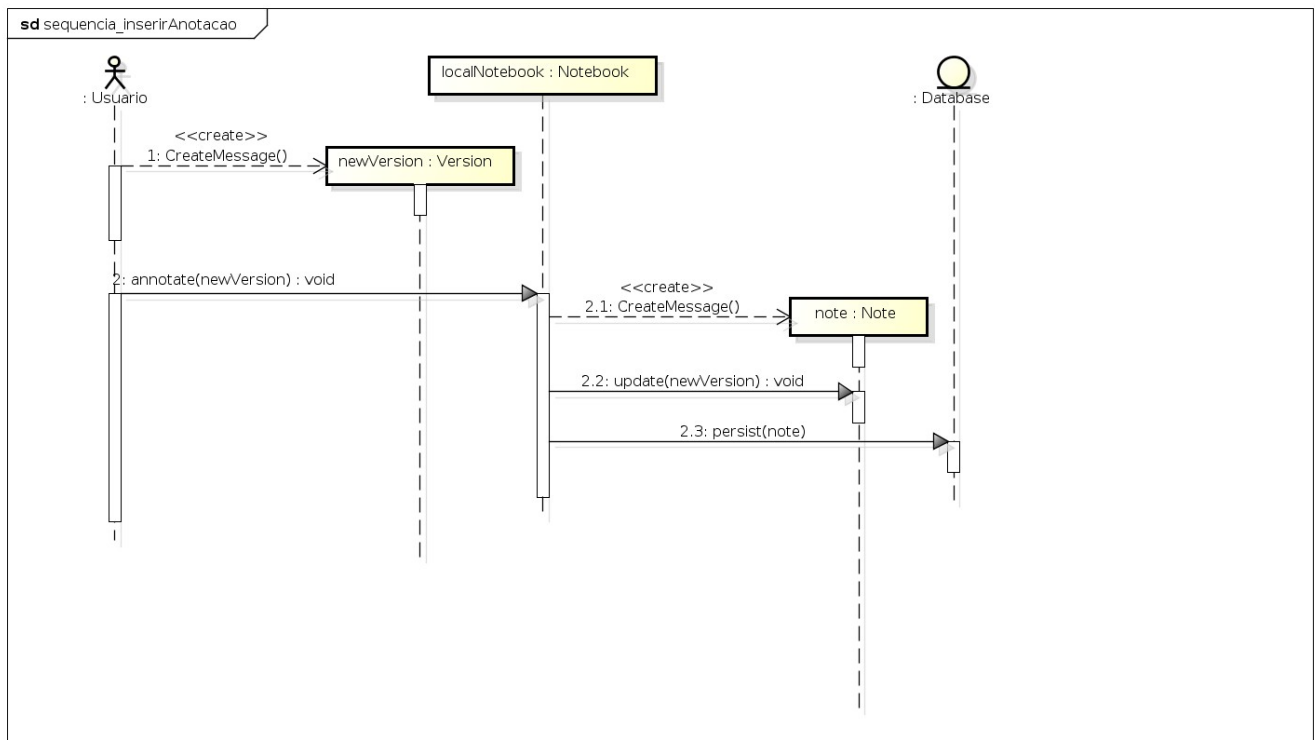 sd sequencia_inserirAnotacao
: Usuario
localNotebook : Notebook
: Database
<<create>>
1: CreateMessage()
newVersion : Version
2: annotate(newVersion) : void
<<create>>
2.1: CreateMessage()
note : Note
2.2: update(newVersion) : void
2.3: persist(note)